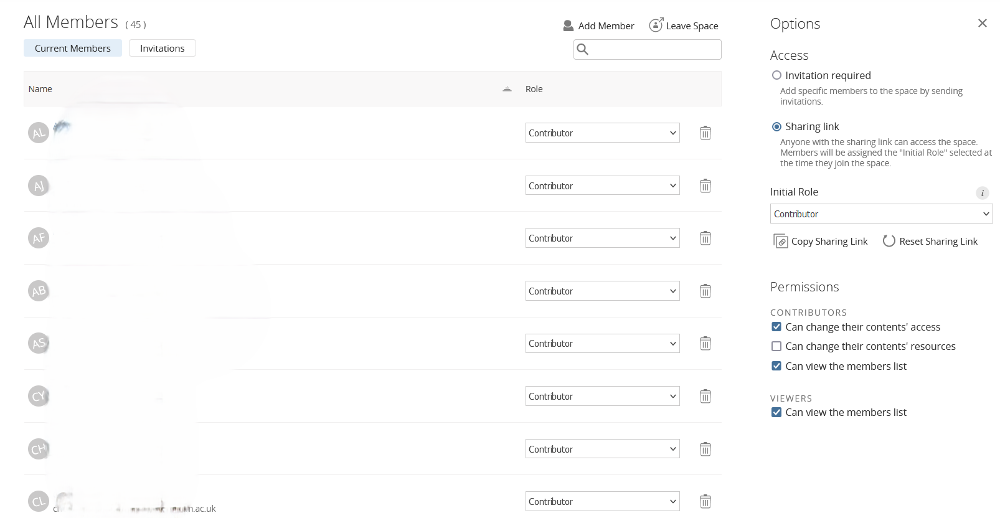 All Members ( 45 )
Add Member
Leave Space
Current Members
Invitations
Name
Role
AL
Contributor
AJ
Contributor
AF
Contributor
AB
Contributor
AS
Contributor
CY
Contributor
CH
Contributor
CL
.ac.uk
Contributor
Options
Access
Invitation required
Add specific members to the space by sending
invitations.
Sharing link
Anyone with the sharing link can access the space.
Members will be assigned the "Initial Role" selected at
the time they join the space.
Initial Role
i
Contributor
Copy Sharing Link
Reset Sharing Link
Permissions
CONTRIBUTORS
Can change their contents' access
Can change their contents' resources
Can view the members list
VIEWERS
Can view the members list